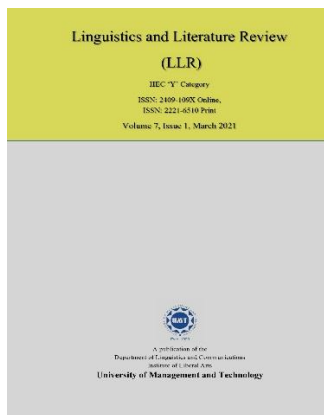 Linguistics and Literature Review
(LLR)
HEC "Y" Category
ISSN: 2409-109X Online,
ISSN: 2221-6510 Print
Volume 7, Issue 1, March 2021
A publication of the
Department of Linguistics and Communications
Institute of Liberal Arts
University of Management and Technology